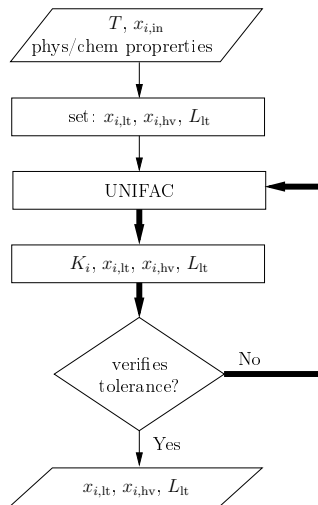 T, x_{i,in}
phys/chem proprerties
set: x_{i,lt}, x_{i,hv}, L_{lt}
UNIFAC
K_i, x_{i,lt}, x_{i,hv}, L_{lt}
verifies
tolerance?
No
Yes
x_{i,lt}, x_{i,hv}, L_{lt}